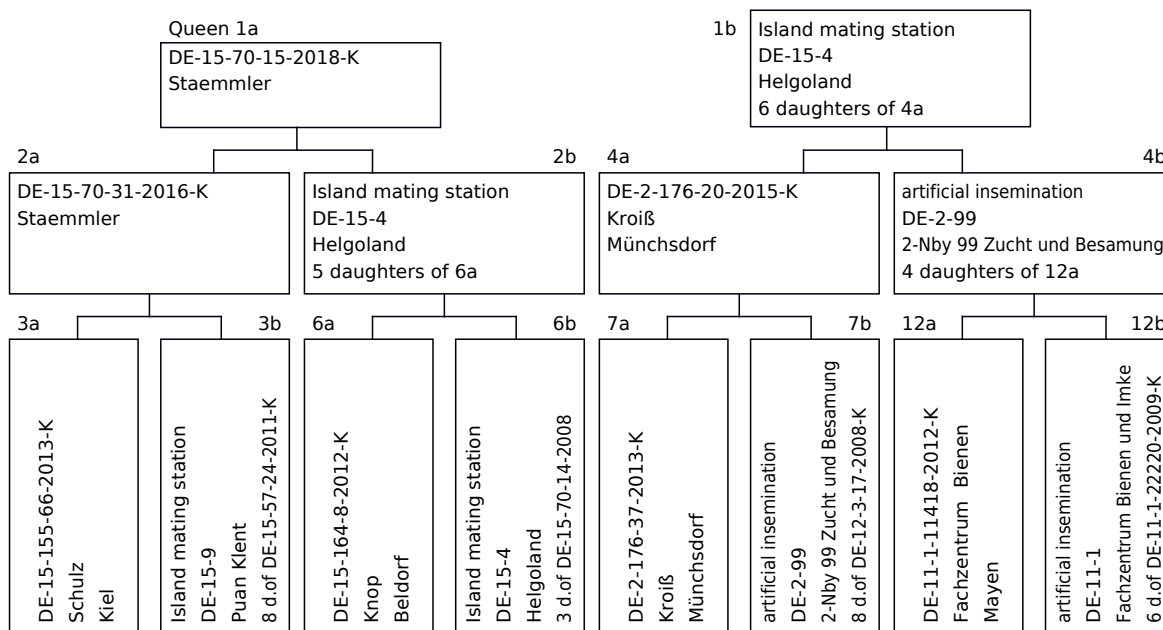 Queen 1a
DE-15-70-15-2018-K
Staemmler
1b
Island mating station
DE-15-4
Helgoland
6 daughters of 4a
2a
DE-15-70-31-2016-K
Staemmler
2b
Island mating station
DE-15-4
Helgoland
5 daughters of 6a
4a
DE-2-176-20-2015-K
Kroiß
Münchsdorf
4b
artificial insemination
DE-2-99
2-Nby 99 Zucht und Besamung
4 daughters of 12a
3a
DE-15-155-66-2013-K
Schulz
Kiel
3b
Island mating station
DE-15-9
Puan Klent
8 d.of DE-15-57-24-2011-K
6a
DE-15-164-8-2012-K
Knop
Beldorf
6b
Island mating station
DE-15-4
Helgoland
3 d.of DE-15-70-14-2008
7a
DE-2-176-37-2013-K
Kroiß
Münchsdorf
7b
artificial insemination
DE-2-99
2-Nby 99 Zucht und Besamung
8 d.of DE-12-3-17-2008-K
12a
DE-11-1-11418-2012-K
Fachzentrum Bienen
Mayen
12b
artificial insemination
DE-11-1
Fachzentrum Bienen und Imke
6 d.of DE-11-1-22220-2009-K